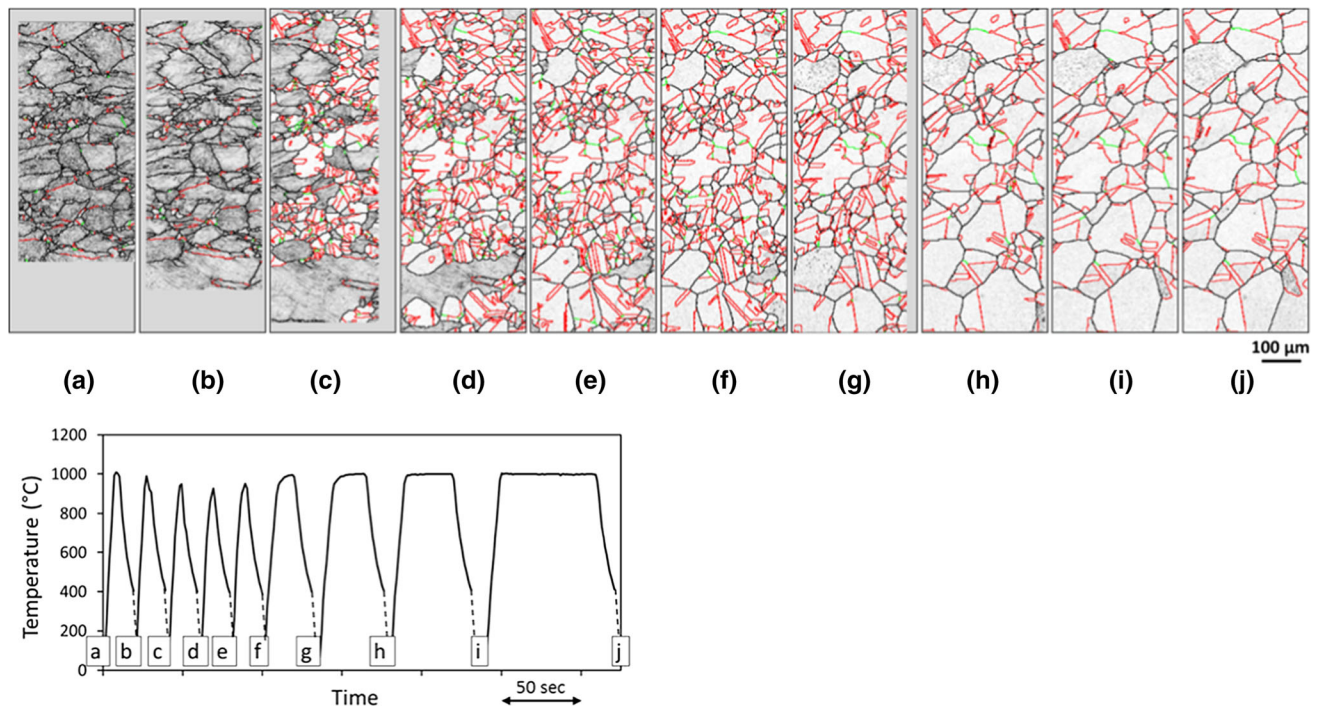 100 µm
(a) (b) (c) (d) (e) (f) (g) (h) (i) (j)
1200
1000
800
600
400
200
0
Temperature (°C)
a b c d e f g h i j
50 sec
Time